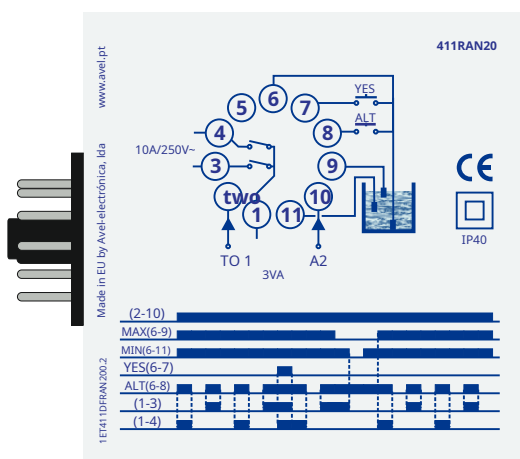 411RAN20
www.avel.pt
Made in EU by Avel-electrónica, lda
1ET411DFRAN200.2
YES
ALT
6
5
7
4
8
10A/250V~
3
9
two
10
1
11
CE
IP40
TO 1
A2
3VA
(2-10)
MAX(6-9)
MIN(6-11)
YES(6-7)
ALT(6-8)
(1-3)
(1-4)